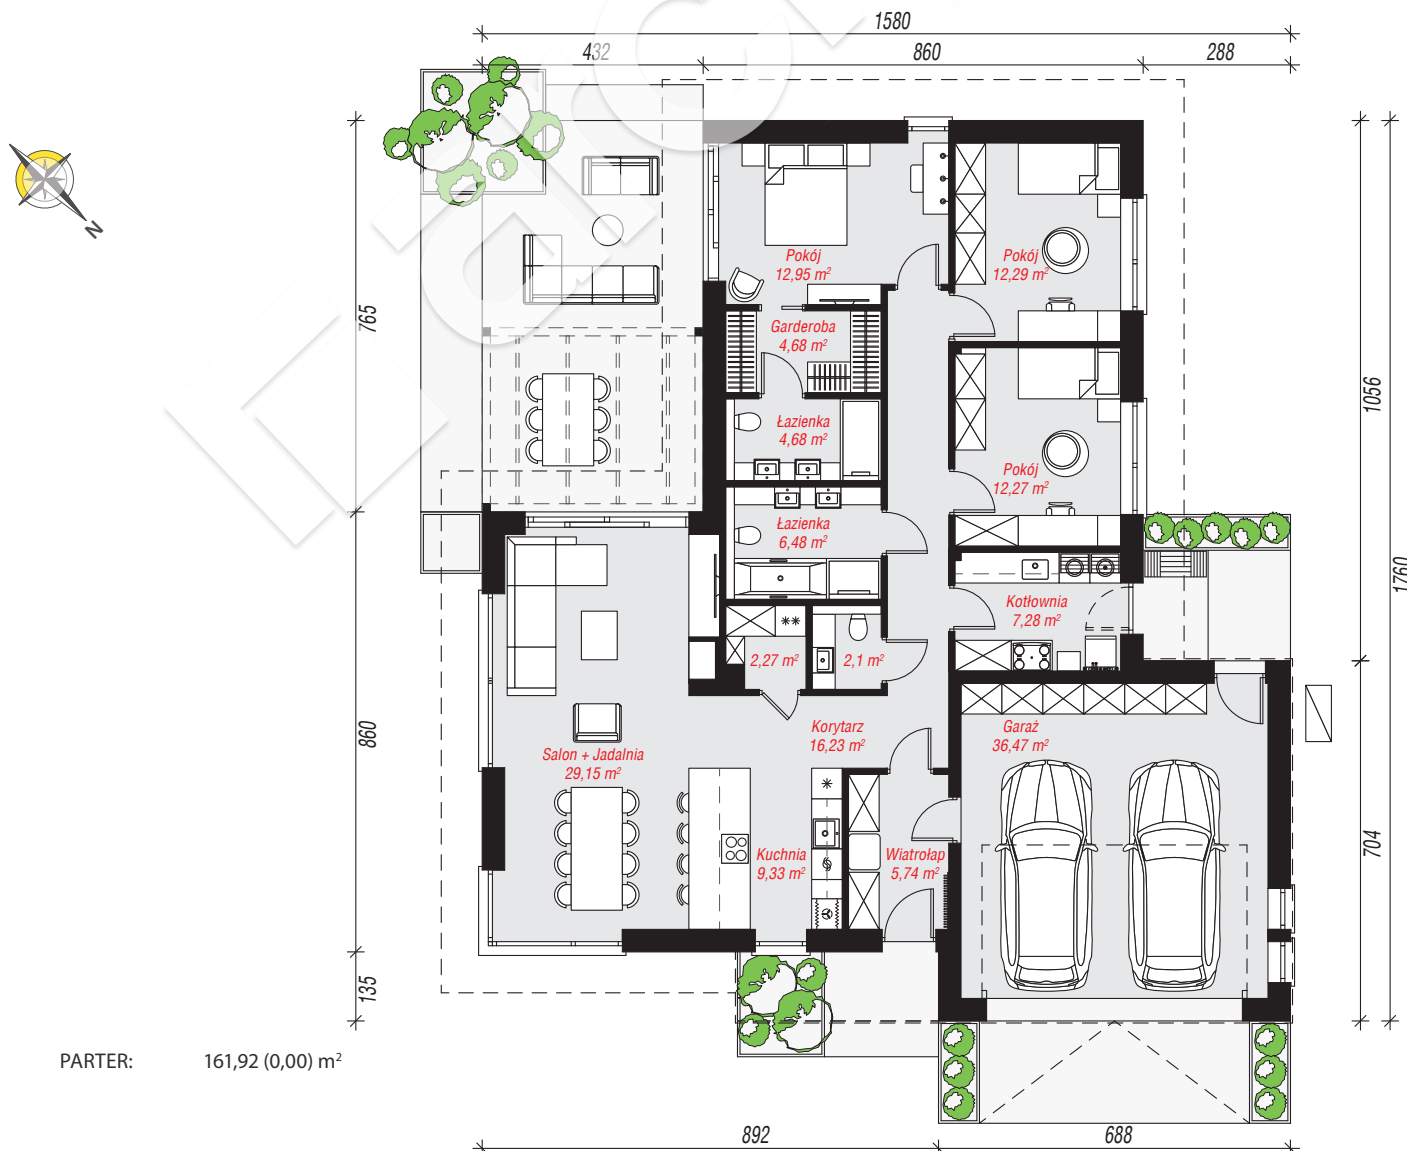 1580
432
860
288
N
765
1056
1760
860
704
135
Pokój
12,95 m²
Pokój
12,29 m²
Garderoba
4,68 m²
Łazienka
4,68 m²
Pokój
12,27 m²
Łazienka
6,48 m²
Kotłownia
7,28 m²
2,27 m²
2,1 m²
Korytarz
16,23 m²
Garaż
36,47 m²
Salon + Jadalnia
29,15 m²
Kuchnia
9,33 m²
Wiatrołap
5,74 m²
PARTER: 161,92 (0,00) m²
892
688